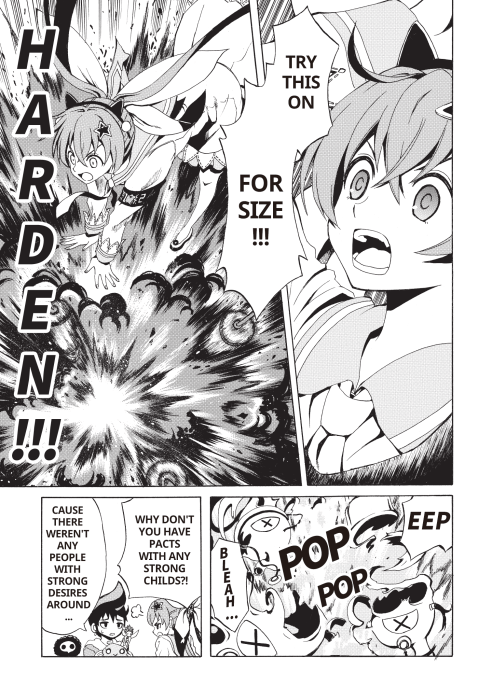 TRY
THIS
ON
FOR
SIZE
!!!
HARDEN!!!
EEP
POP
POP
BLEAH...
WHY DON'T
YOU HAVE
PACTS
WITH ANY
STRONG
CHILDS?!
CAUSE
THERE
WEREN'T
ANY
PEOPLE
WITH
STRONG
DESIRES
AROUND
...